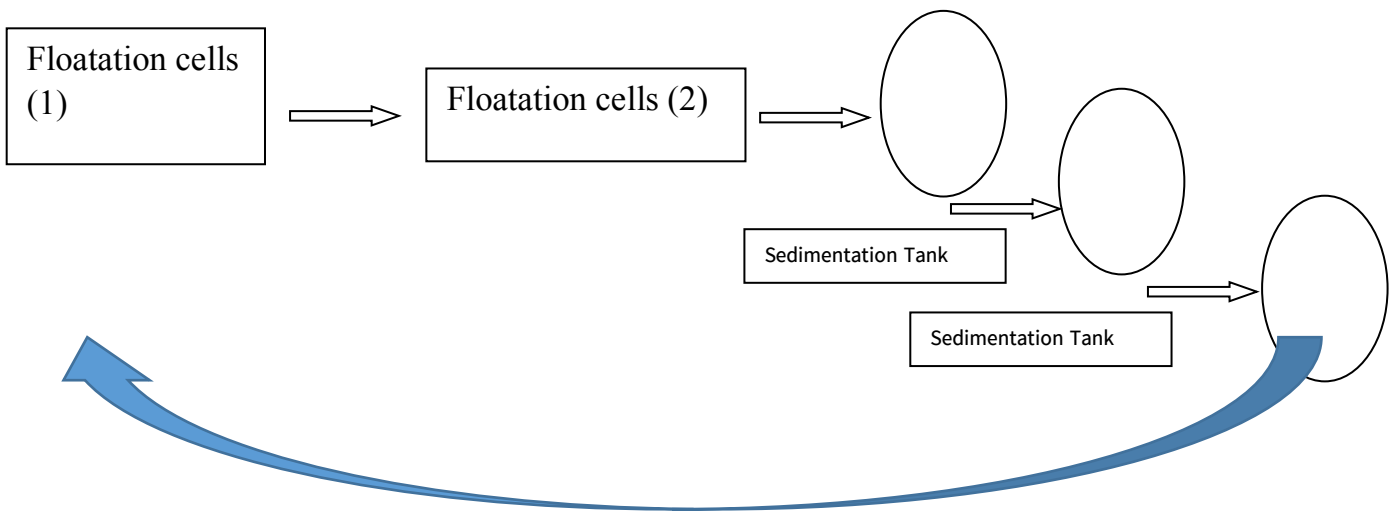 Floatation cells
(1)
Floatation cells (2)
Sedimentation Tank
Sedimentation Tank